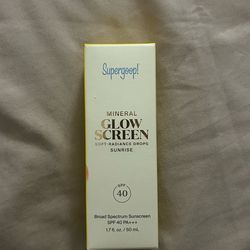 Supergoop!
MINERAL
GLOW
SCREEN
SOFT-RADIANCE DROPS
SUNRISE
SPF
40
Broad Spectrum Sunscreen
SPF 40 PA+++
1.7 fl. oz. / 50 mL